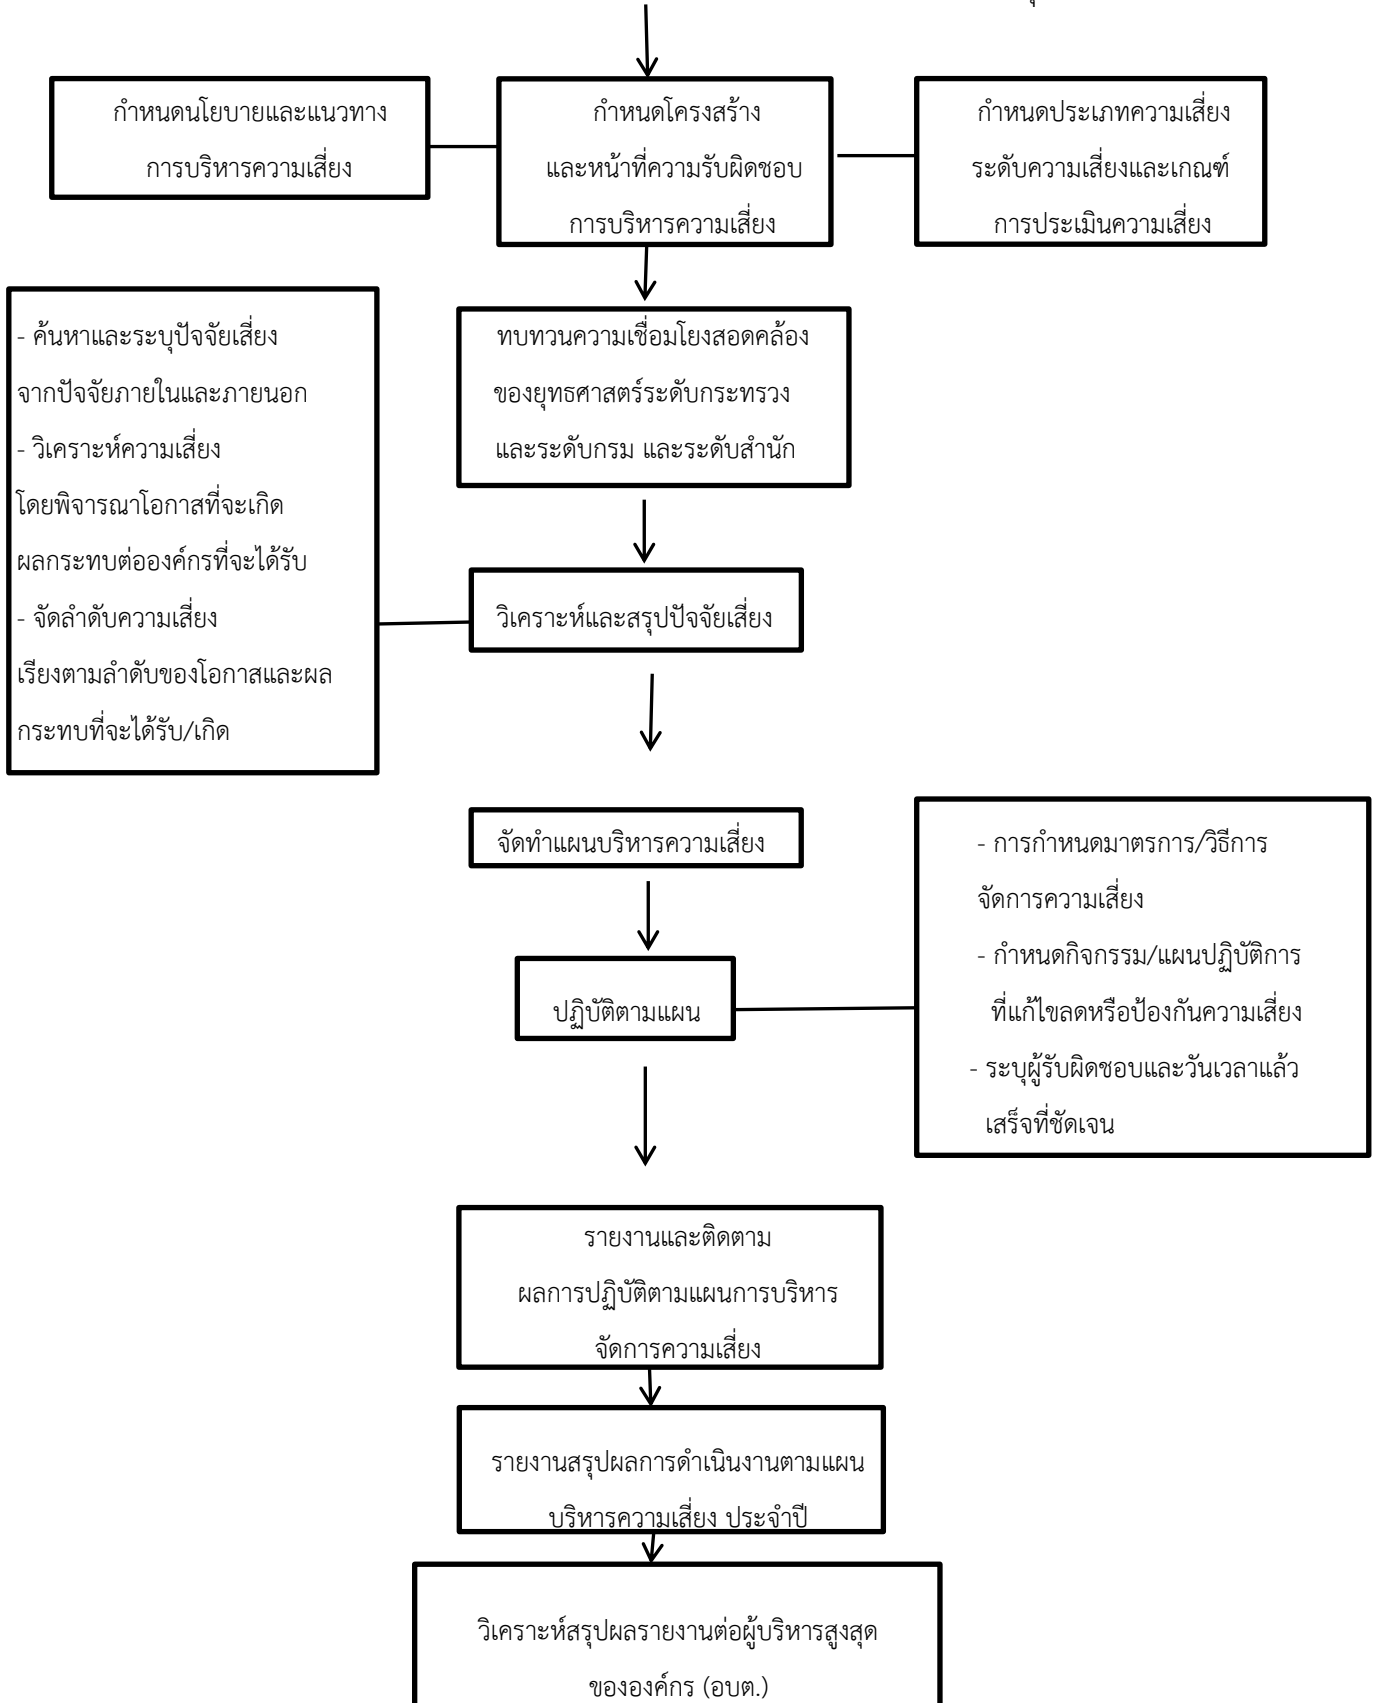 กำหนดนโยบายและแนวทาง
การบริหารความเสี่ยง
กำหนดโครงสร้าง
และหน้าที่ความรับผิดชอบ
การบริหารความเสี่ยง
กำหนดประเภทความเสี่ยง
ระดับความเสี่ยงและเกณฑ์
การประเมินความเสี่ยง
- ค้นหาและระบุปัจจัยเสี่ยง
จากปัจจัยภายในและภายนอก
- วิเคราะห์ความเสี่ยง
โดยพิจารณาโอกาสที่จะเกิด
ผลกระทบต่อองค์กรที่จะได้รับ
- จัดลำดับความเสี่ยง
เรียงตามลำดับของโอกาสและผล
กระทบที่จะได้รับ/เกิด
ทบทวนความเชื่อมโยงสอดคล้อง
ของยุทธศาสตร์ระดับกระทรวง
และระดับกรม และระดับสำนัก
วิเคราะห์และสรุปปัจจัยเสี่ยง
จัดทำแผนบริหารความเสี่ยง
ปฏิบัติตามแผน
- การกำหนดมาตรการ/วิธีการ
จัดการความเสี่ยง
- กำหนดกิจกรรม/แผนปฏิบัติการ
ที่แก้ไขลดหรือป้องกันความเสี่ยง
- ระบุผู้รับผิดชอบและวันเวลาแล้ว
เสร็จที่ชัดเจน
รายงานและติดตาม
ผลการปฏิบัติตามแผนการบริหาร
จัดการความเสี่ยง
รายงานสรุปผลการดำเนินงานตามแผน
บริหารความเสี่ยง ประจำปี
วิเคราะห์สรุปผลรายงานต่อผู้บริหารสูงสุด
ขององค์กร (อบต.)